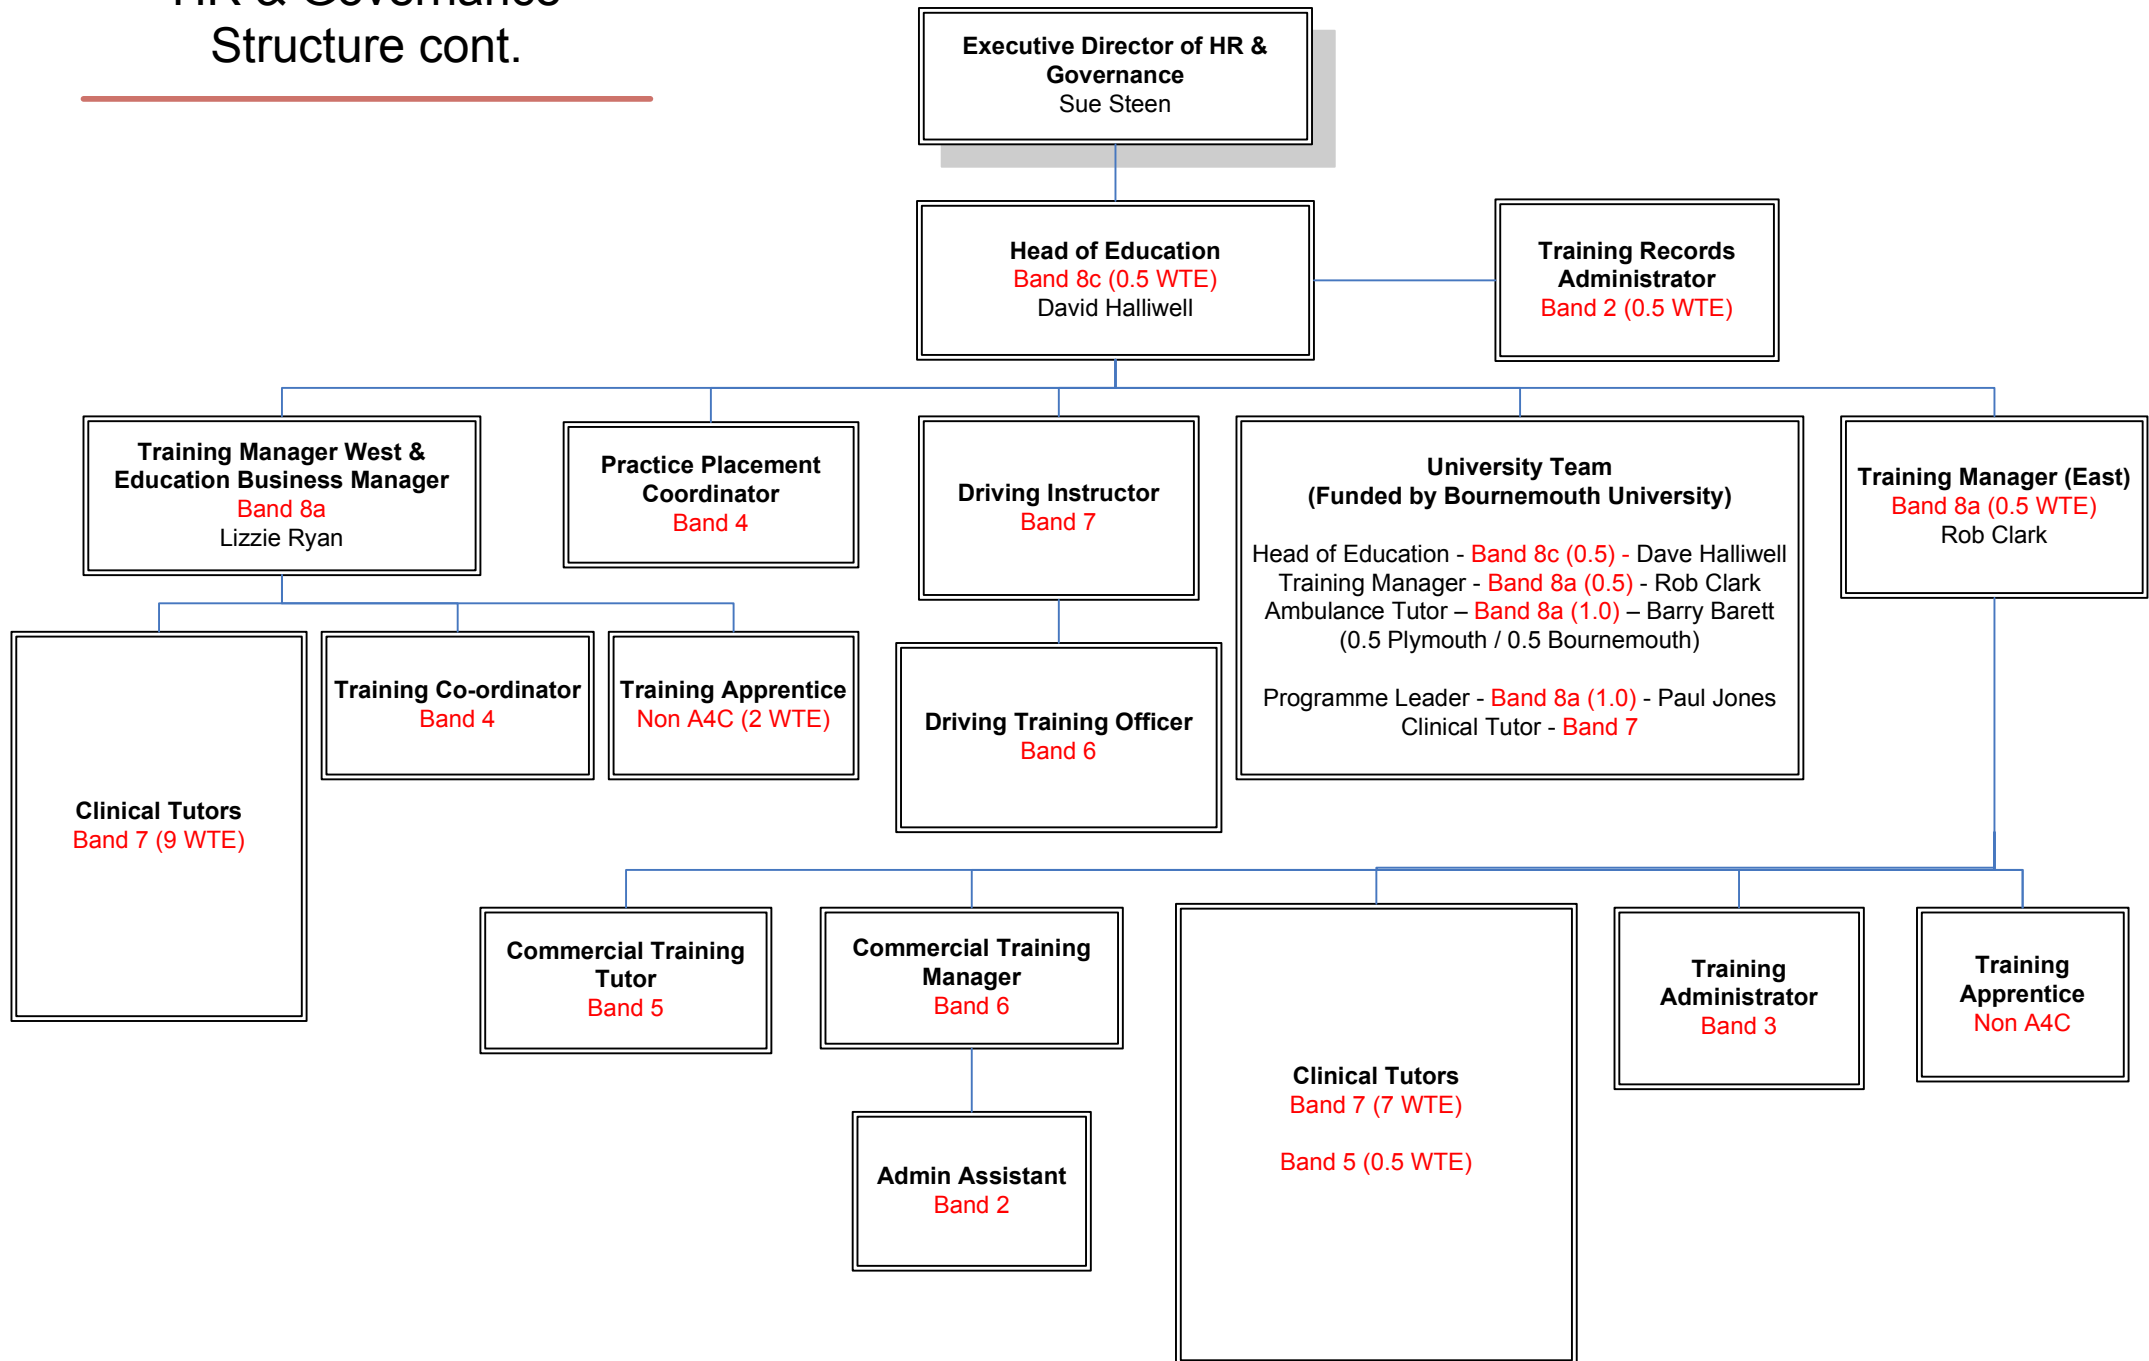 HR & Governance
Structure cont.
Executive Director of HR &
Governance
Sue Steen
Head of Education
Band 8c (0.5 WTE)
David Halliwell
Training Records
Administrator
Band 2 (0.5 WTE)
Training Manager West &
Education Business Manager
Band 8a
Lizzie Ryan
Practice Placement
Coordinator
Band 4
Driving Instructor
Band 7
University Team
(Funded by Bournemouth University)
Head of Education - Band 8c (0.5) - Dave Halliwell
Training Manager - Band 8a (0.5) - Rob Clark
Ambulance Tutor – Band 8a (1.0) – Barry Barett
(0.5 Plymouth / 0.5 Bournemouth)
Programme Leader - Band 8a (1.0) - Paul Jones
Clinical Tutor - Band 7
Training Manager (East)
Band 8a (0.5 WTE)
Rob Clark
Clinical Tutors
Band 7 (9 WTE)
Training Co-ordinator
Band 4
Training Apprentice
Non A4C (2 WTE)
Driving Training Officer
Band 6
Commercial Training
Tutor
Band 5
Commercial Training
Manager
Band 6
Clinical Tutors
Band 7 (7 WTE)
Band 5 (0.5 WTE)
Training
Administrator
Band 3
Training
Apprentice
Non A4C
Admin Assistant
Band 2